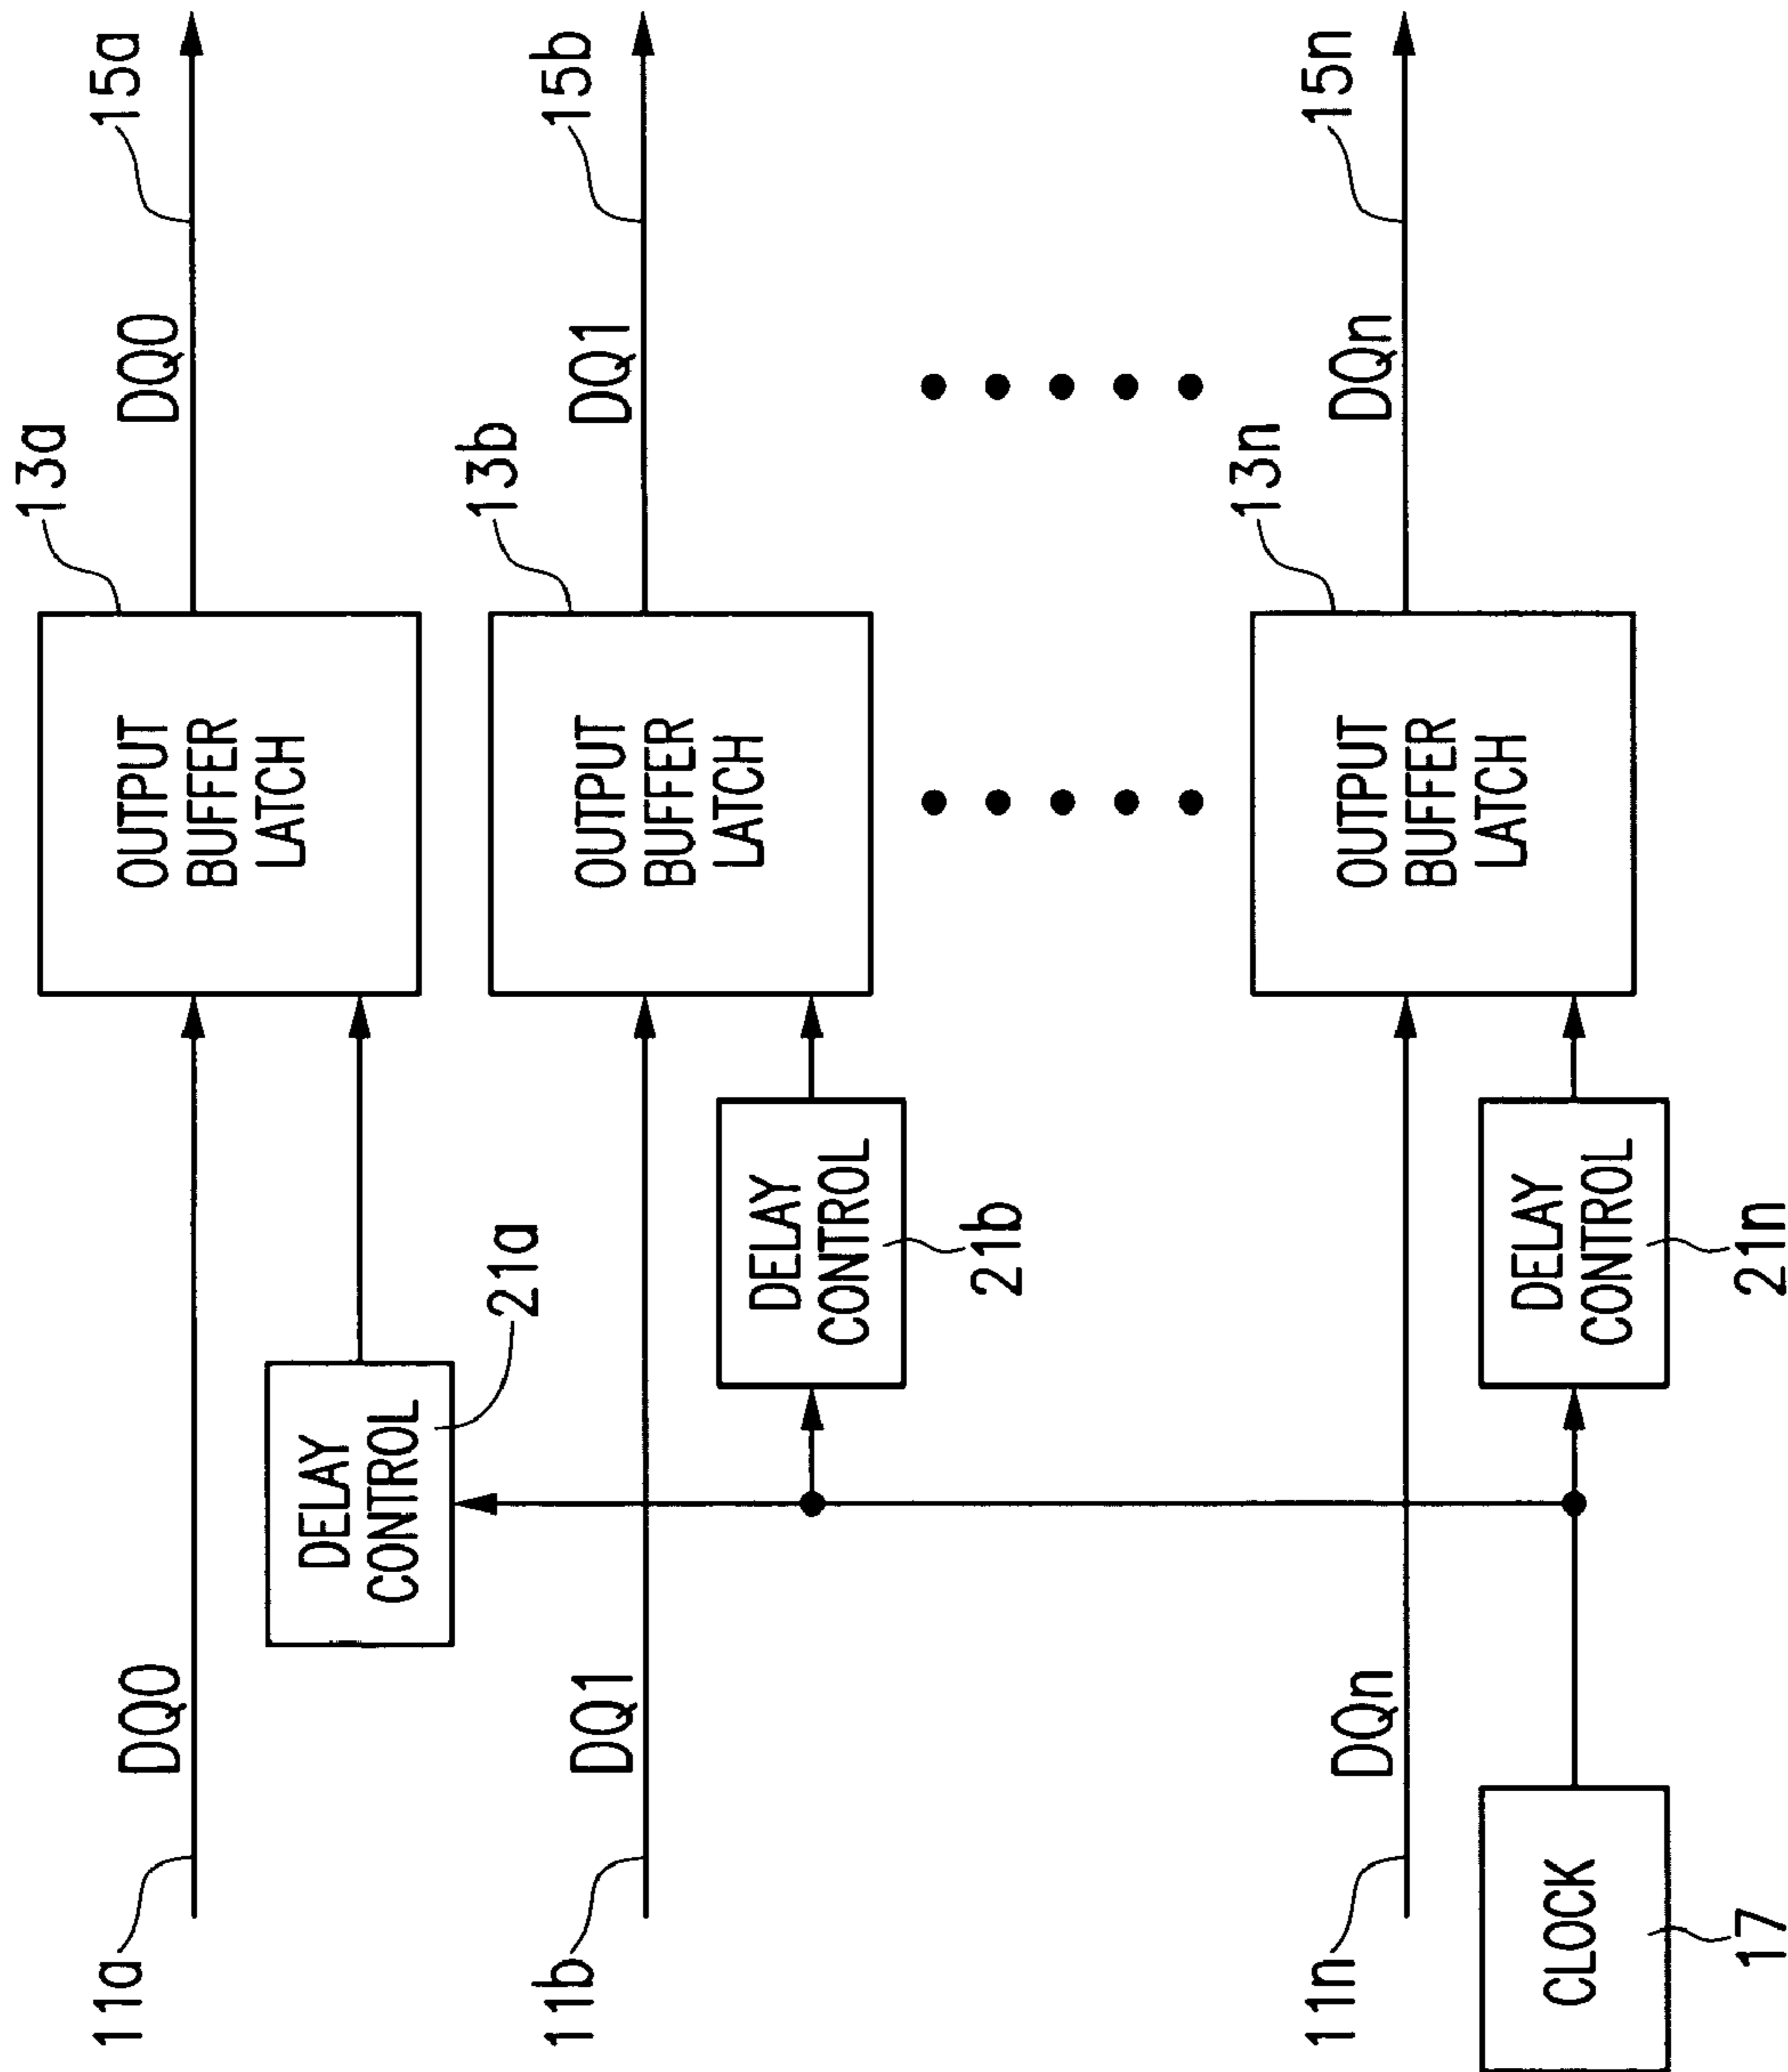 11a
DQ0
13a
DQ0
15a
OUTPUT
BUFFER
LATCH
DELAY
CONTROL
21a
11b
DQ1
13b
DQ1
15b
OUTPUT
BUFFER
LATCH
DELAY
CONTROL
21b
11n
DQn
13n
DQn
15n
OUTPUT
BUFFER
LATCH
DELAY
CONTROL
21n
CLOCK
17